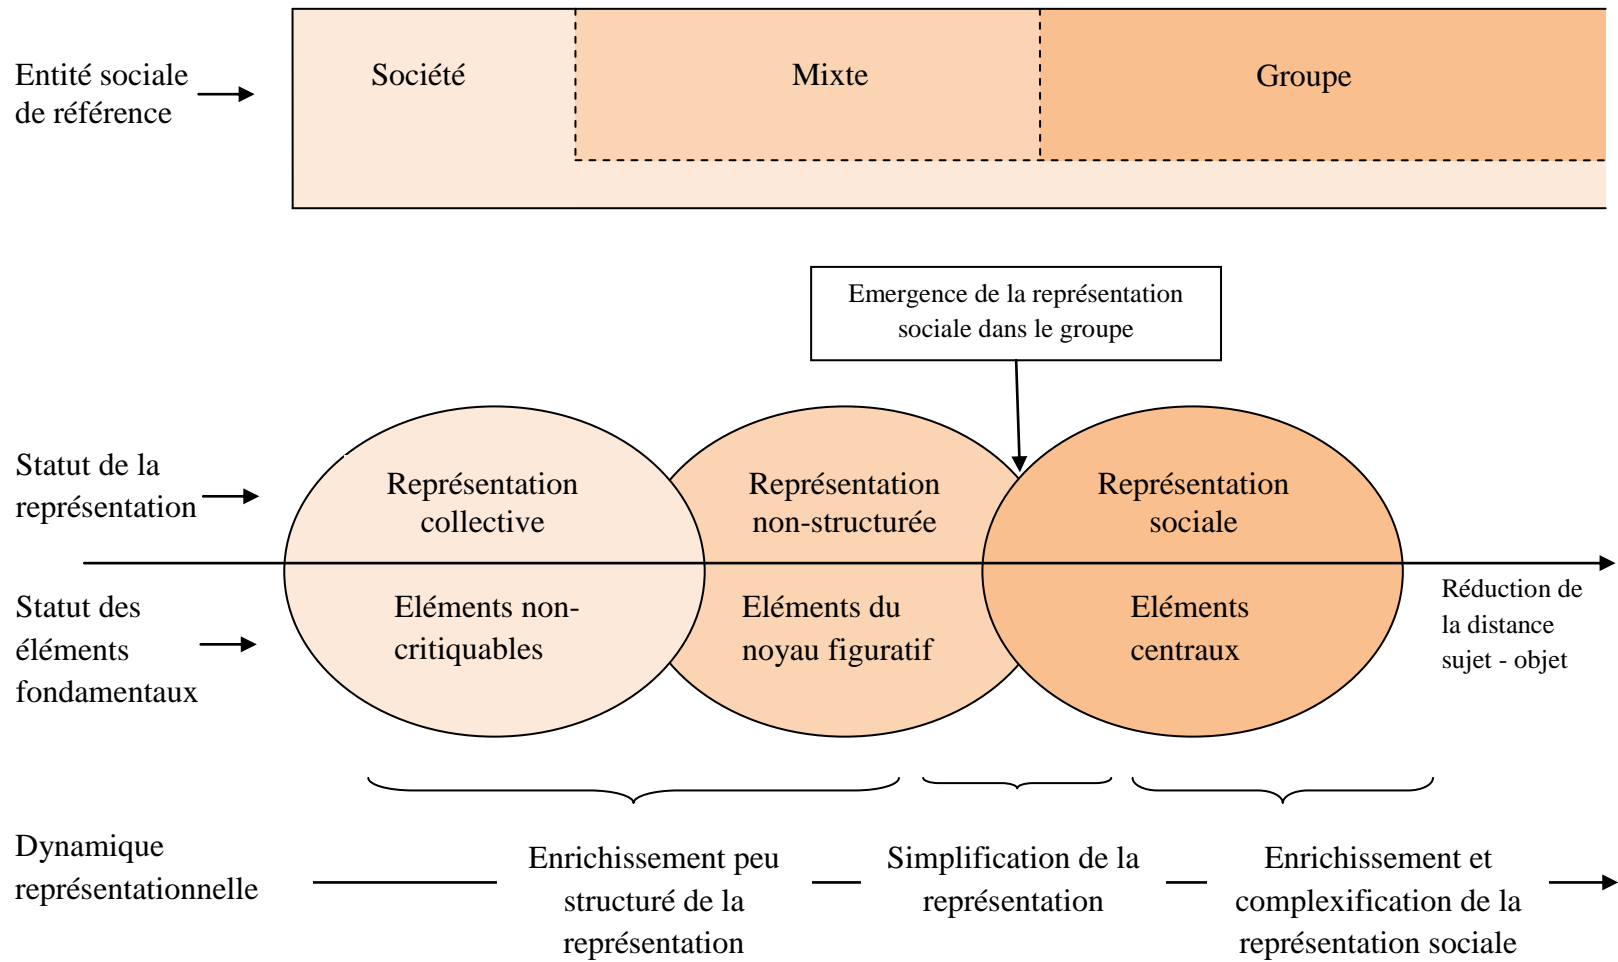 Entité sociale
de référence
Société
Mixte
Groupe
Emergence de la représentation
sociale dans le groupe
Statut de la
représentation
Représentation
collective
Représentation
non-structurée
Représentation
sociale
Statut des
éléments
fondamentaux
Eléments non-
critiquables
Eléments du
noyau figuratif
Eléments
centraux
Réduction de
la distance
sujet - objet
Dynamique
représentationnelle
Enrichissement peu
structuré de la
représentation
Simplification de la
représentation
Enrichissement et
complexification de la
représentation sociale